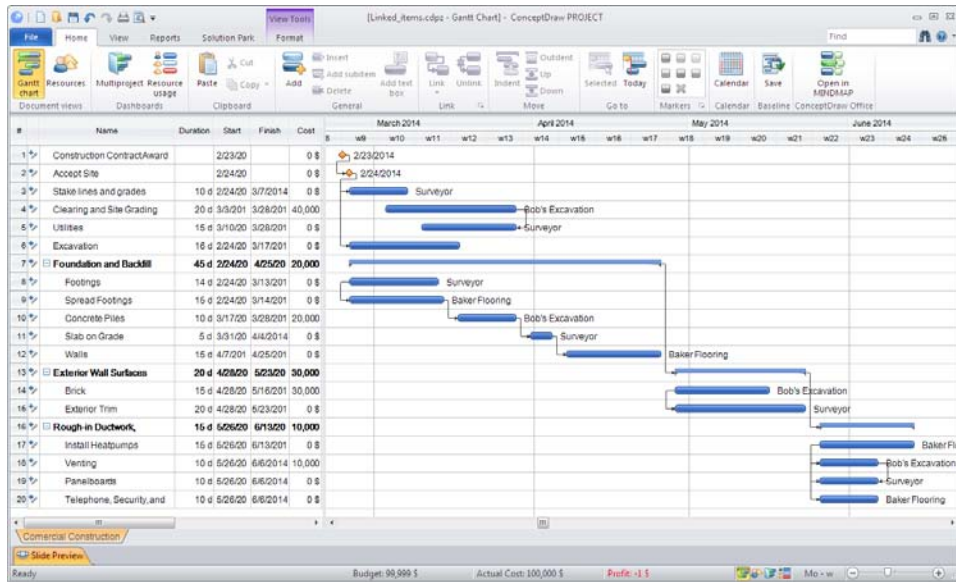 View Tools [Linked_items.cdpz - Gantt Chart] - ConceptDraw PROJECT
File Home View Reports Solution Park Format Find
Gantt chart Resources Multiproject Resource usage Paste Cut Copy Add Insert Add subitem Delete Add text box Link Unlink Indent Outdent Up Down Selected Today Calendar Save Open in MINDMAP
Document views Dashboards Clipboard General Link Move Go to Markers Calendar Baseline ConceptDraw Office
# Name Duration Start Finish Cost March 2014 April 2014 May 2014 June 2014
8 w9 w10 w11 w12 w13 w14 w15 w16 w17 w18 w19 w20 w21 w22 w23 w24 w25
1 Construction ContractAward 2/23/20 0 $ 2/23/2014
2 Accept Site 2/24/20 0 $ 2/24/2014
3 Stake lines and grades 10 d 2/24/20 3/7/2014 0 $ Surveyor
4 Clearing and Site Grading 20 d 3/3/201 3/28/201 40,000 Bob's Excavation
5 Utilities 15 d 3/10/20 3/28/201 0 $ Surveyor
6 Excavation 16 d 2/24/20 3/17/201 0 $
7 Foundation and Backfill 45 d 2/24/20 4/25/20 20,000
8 Footings 14 d 2/24/20 3/13/201 0 $ Surveyor
9 Spread Footings 15 d 2/24/20 3/14/201 0 $ Baker Flooring
10 Concrete Piles 10 d 3/17/20 3/28/201 20,000 Bob's Excavation
11 Slab on Grade 5 d 3/31/20 4/4/2014 0 $ Surveyor
12 Walls 15 d 4/7/201 4/25/201 0 $ Baker Flooring
13 Exterior Wall Surfaces 20 d 4/28/20 5/23/20 30,000
14 Brick 15 d 4/28/20 5/16/201 30,000 Bob's Excavation
15 Exterior Trim 20 d 4/28/20 5/23/201 0 $ Surveyor
16 Rough-in Ductwork, 15 d 5/26/20 6/13/20 10,000
17 Install Heatpumps 15 d 5/26/20 6/13/201 0 $ Baker Fl
18 Venting 10 d 5/26/20 6/6/2014 10,000 Bob's Excavation
19 Panelboards 10 d 5/26/20 6/6/2014 0 $ Surveyor
20 Telephone, Security,and 10 d 5/26/20 6/6/2014 0 $ Baker Flooring
Comercial Construction
Slide Preview
Ready Budget: 99,999 $ Actual Cost: 100,000 $ Profit: -1 $ Mo - w